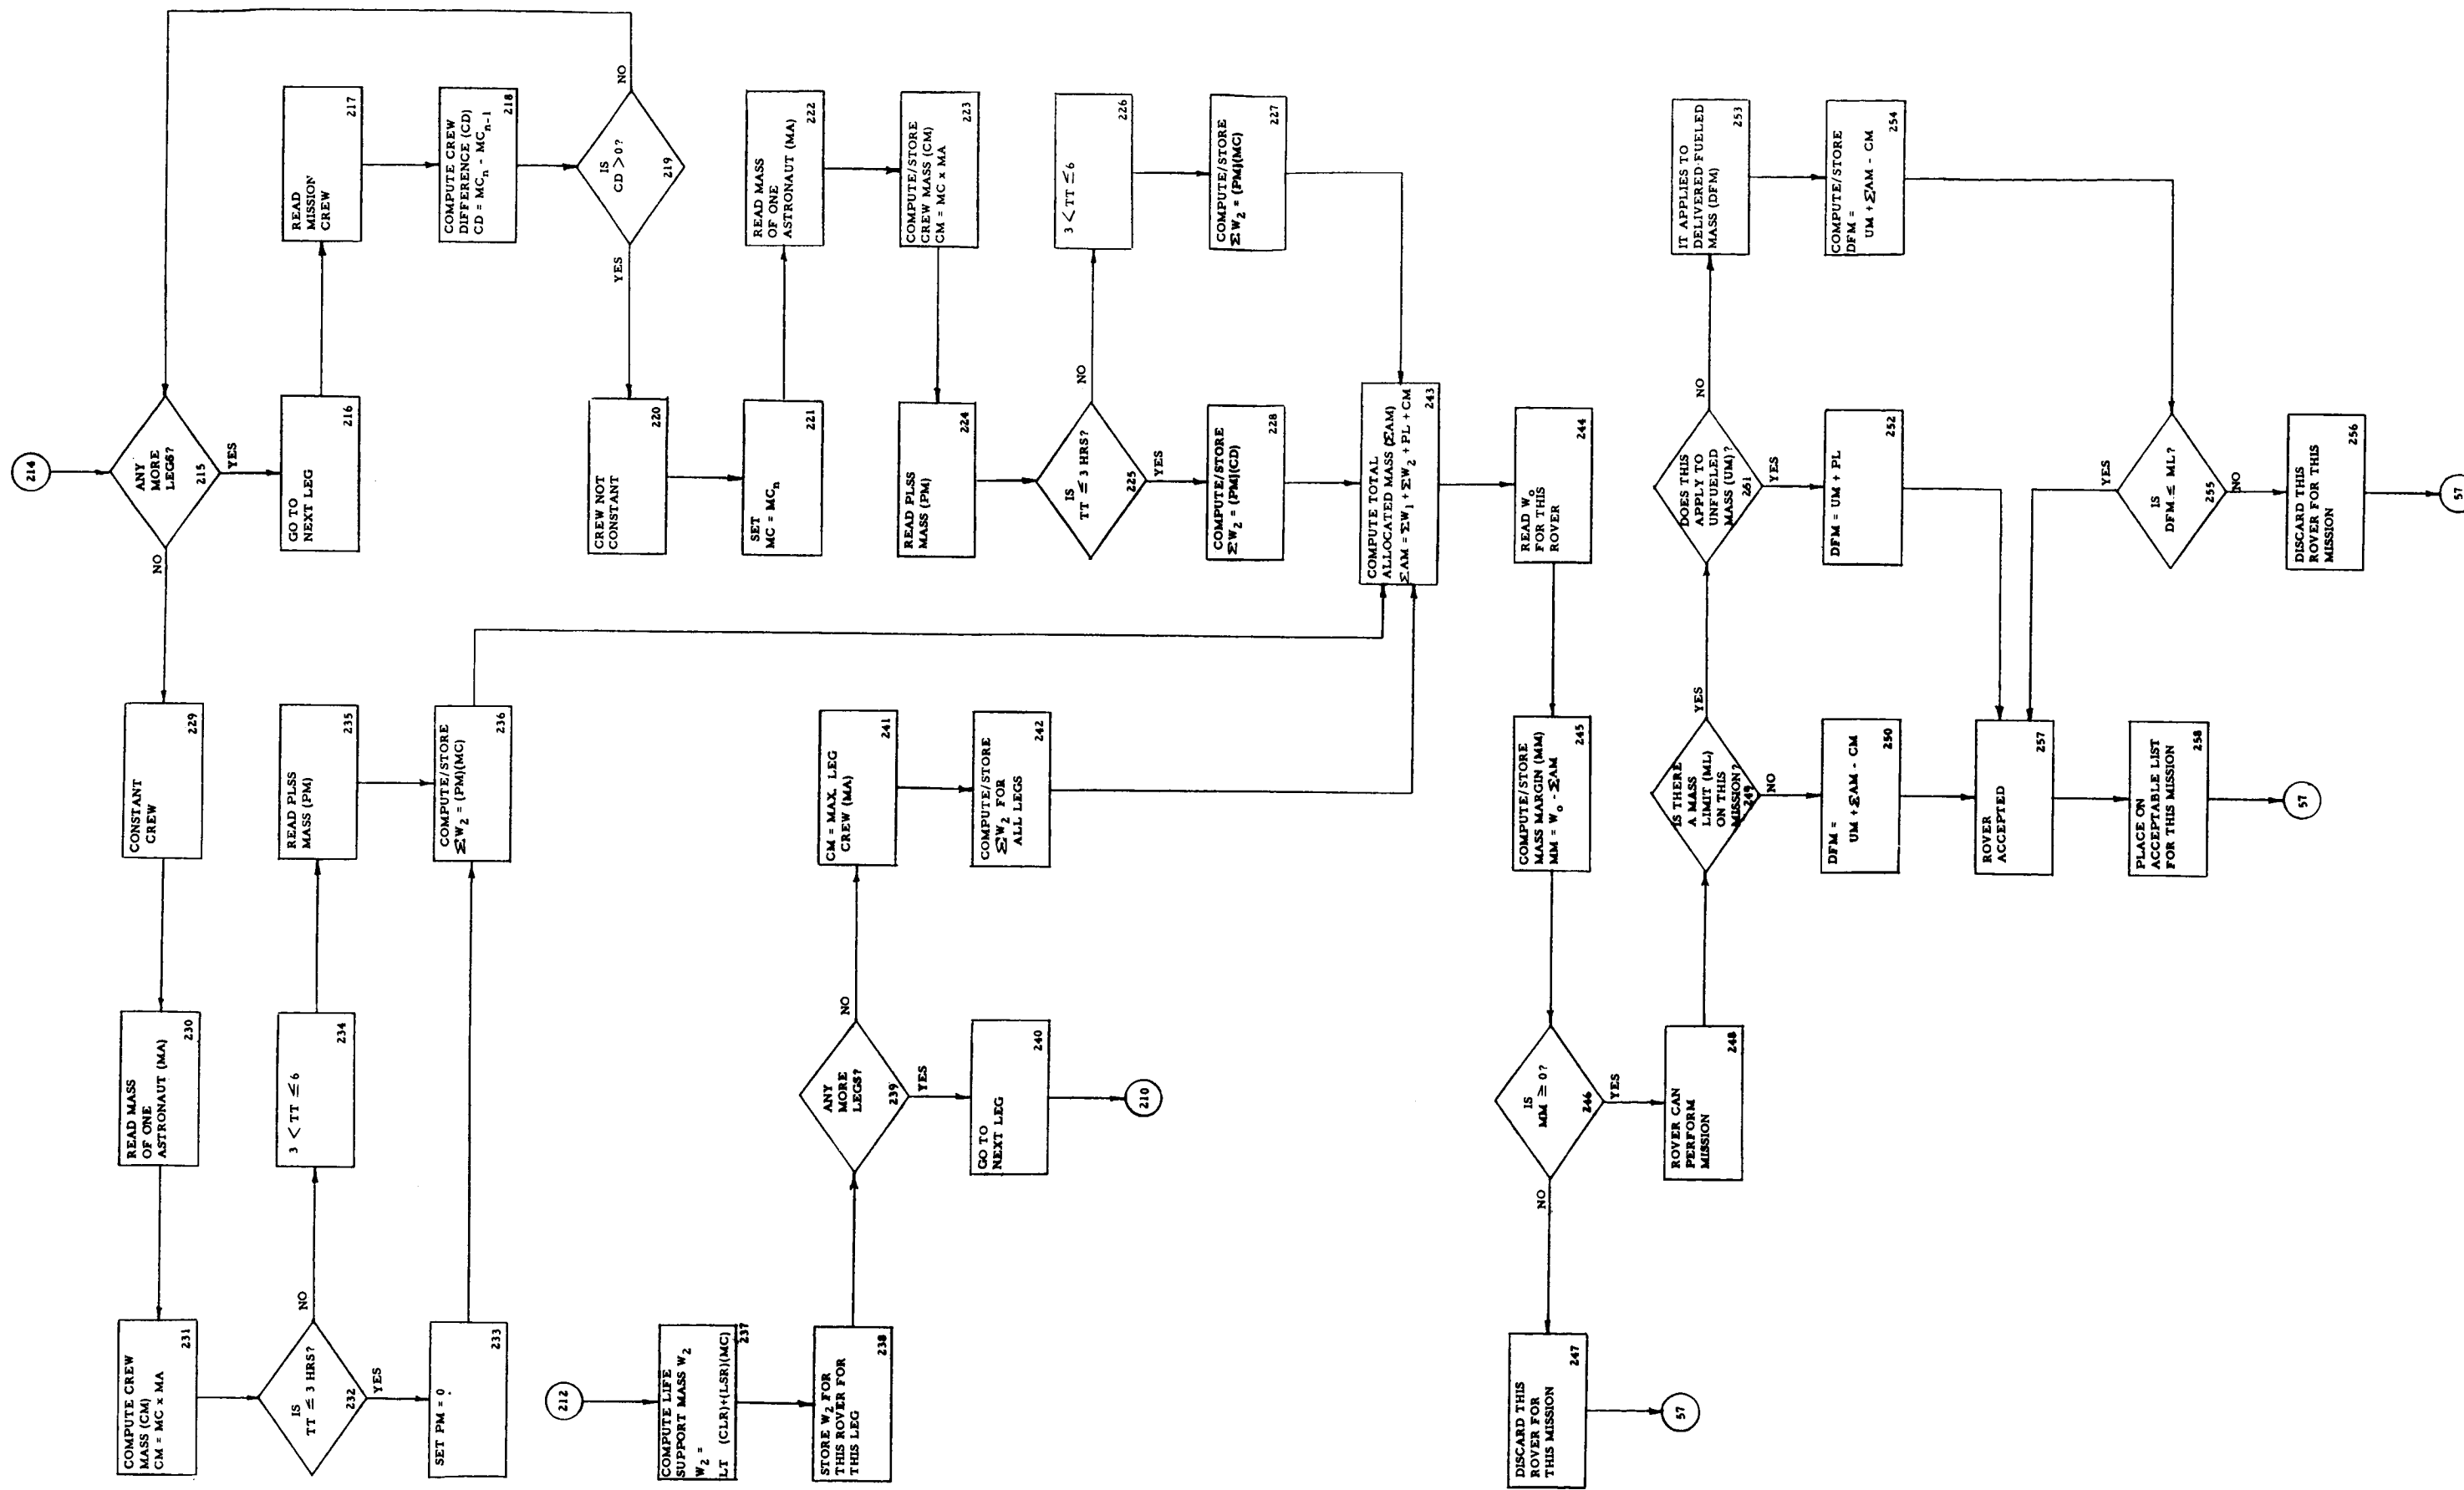 214
ANY
MORE
LEGS?
215
YES
NO
GO TO
NEXT LEG
216
READ
MISSION
CREW
217
COMPUTE CREW
DIFFERENCE (CD)
CD = MCn - MCn-1
218
IS
CD > 0?
219
NO
YES
CREW NOT
CONSTANT
220
SET
MC = MCn
221
READ MASS
OF ONE
ASTRONAUT (MA)
222
COMPUTE/STORE
CREW MASS (CM)
CM = MC x MA
223
READ PLSS
MASS (PM)
224
IS
TT ≤ 3 HRS?
225
NO
YES
3 < TT ≤ 6
226
COMPUTE/STORE
ΣW2 = (PM)(MC)
227
COMPUTE/STORE
ΣW2 = (PM)(CD)
228
CONSTANT
CREW
229
READ MASS
OF ONE
ASTRONAUT (MA)
230
COMPUTE CREW
MASS (CM)
CM = MC x MA
231
IS
TT ≤ 3 HRS?
232
NO
YES
SET PM = 0
233
3 < TT ≤ 6
234
READ PLSS
MASS (PM)
235
COMPUTE/STORE
ΣW2 = (PM)(MC)
236
212
COMPUTE LIFE
SUPPORT MASS W2
W2 =
LT (CLR)+(LSR)(MC)
237
STORE W2 FOR
THIS ROVER FOR
THIS LEG
238
ANY
MORE
LEGS?
239
NO
YES
GO TO
NEXT LEG
240
210
CM = MAX. LEG
CREW (MA)
241
COMPUTE/STORE
ΣW2 FOR
ALL LEGS
242
COMPUTE TOTAL
ALLOCATED MASS (ΣAM)
ΣAM = ΣW1 + ΣW2 + PL + CM
243
READ Wo
FOR THIS
ROVER
244
COMPUTE/STORE
MASS MARGIN (MM)
MM = Wo - ΣAM
245
IS
MM ≥ 0?
246
NO
YES
DISCARD THIS
ROVER FOR
THIS MISSION
247
57
ROVER CAN
PERFORM
MISSION
248
IS THERE
A MASS
LIMIT (ML)
ON THIS
MISSION?
249
YES
NO
DFM =
UM + ΣAM - CM
250
DOES THIS
APPLY TO
UNFUELED
MASS (UM)?
251
NO
YES
DFM = UM + PL
252
IT APPLIES TO
DELIVERED·FUELED
MASS (DFM)
253
COMPUTE/STORE
DFM =
UM + ΣAM - CM
254
IS
DFM ≤ ML?
255
YES
NO
DISCARD THIS
ROVER FOR THIS
MISSION
256
57
ROVER
ACCEPTED
257
PLACE ON
ACCEPTABLE LIST
FOR THIS MISSION
258
57